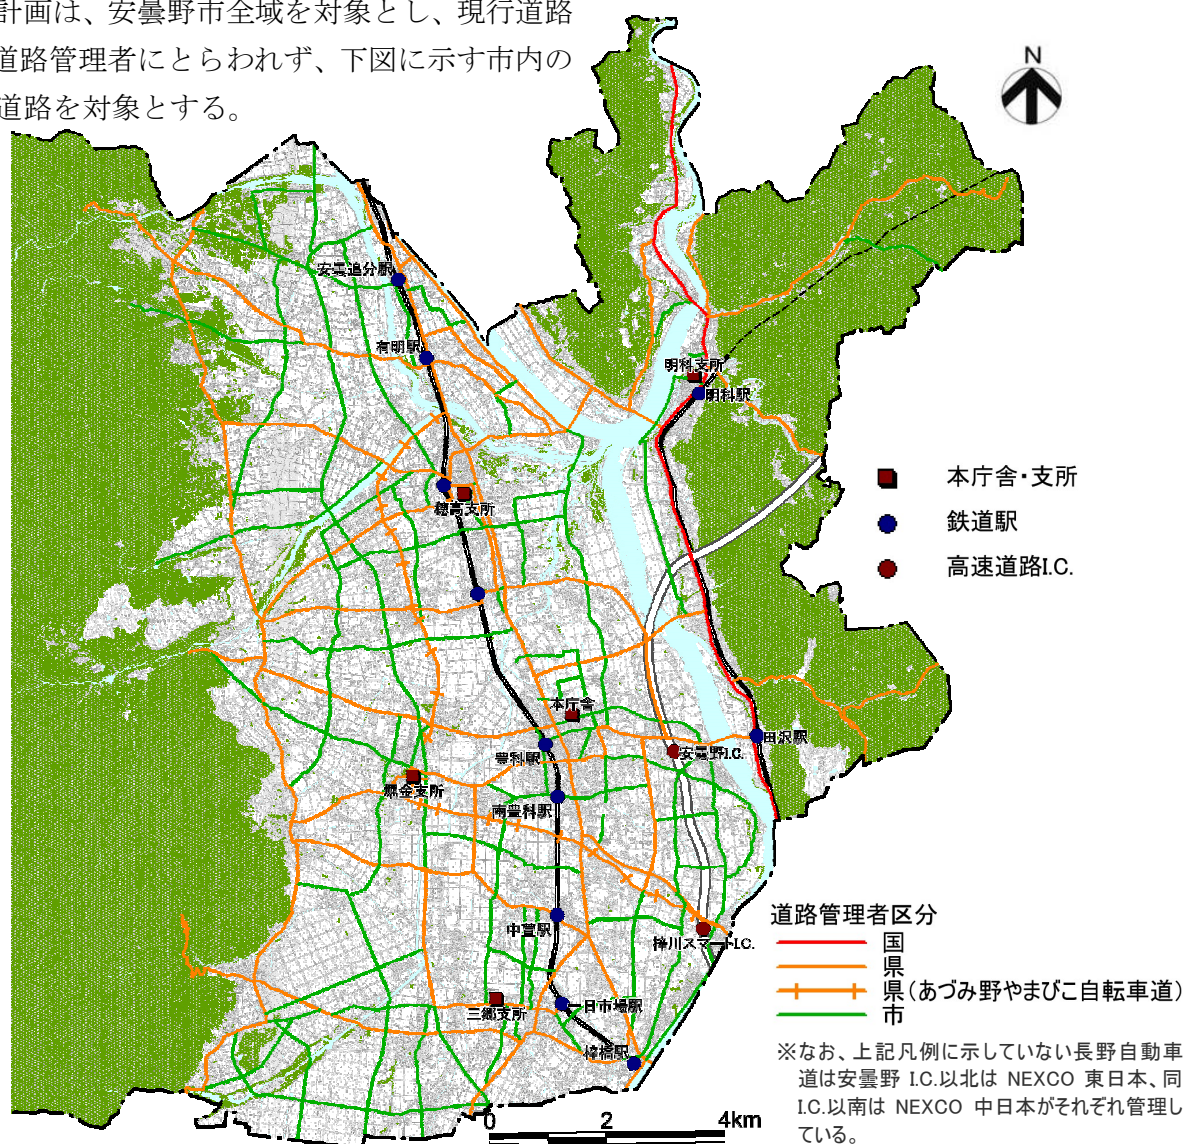 計画は、安曇野市全域を対象とし、現行道路
道路管理者にとらわれず、下図に示す市内の
道路を対象とする。
N
安曇追分駅
有明駅
明科支所
明科駅
穂高支所
本庁舎・支所
鉄道駅
高速道路I.C.
本庁舎
田沢駅
安曇野I.C.
豊科駅
堀金支所
南豊科駅
道路管理者区分
国
県
県(あづみ野やまびこ自転車道)
市
中萱駅
梓川スマートI.C.
三郷支所
一日市場駅
梓橋駅
※なお、上記凡例に示していない長野自動車
道は安曇野 I.C.以北は NEXCO 東日本、同
I.C.以南は NEXCO 中日本がそれぞれ管理し
ている。
0 2 4km